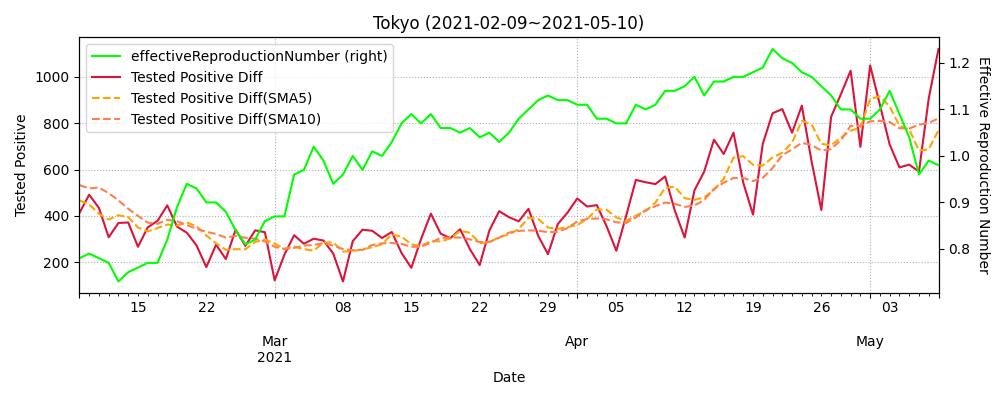 Tokyo (2021-02-09~2021-05-10)
effectiveReproductionNumber (right)
Tested Positive Diff
Tested Positive Diff(SMA5)
Tested Positive Diff(SMA10)
Tested Positive
1000
800
600
400
200
1.2
1.1
1.0
0.9
0.8
Effective Reproduction Number
15 22 08 15 22 29 05 12 19 26 03
Mar Apr May
2021
Date